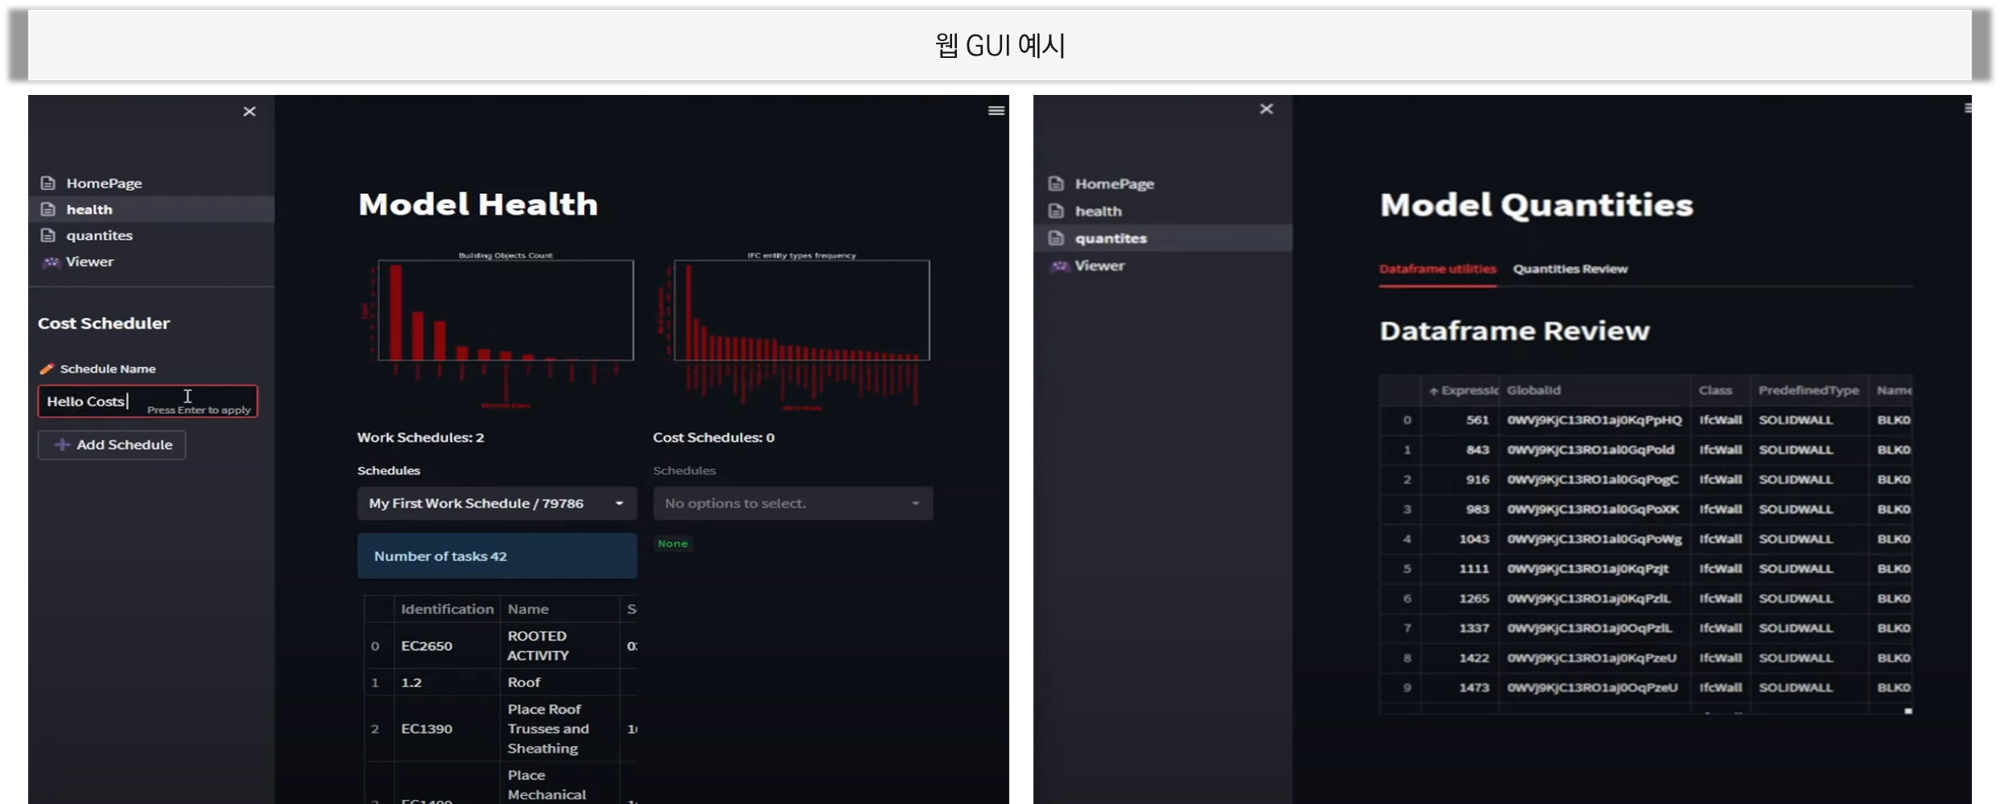 웹 GUI 예시
HomePage
health
quantites
Viewer
Cost Scheduler
Schedule Name
Hello Costs
Press Enter to apply
Add Schedule
Model Health
Building Objects Count
IFC entity types frequency
Work Schedules: 2
Cost Schedules: 0
Schedules
Schedules
My First Work Schedule / 79786
No options to select.
Number of tasks 42
None
Identification Name S
0 EC2650 ROOTED
ACTIVITY
1 1.2 Roof
2 EC1390 Place Roof
Trusses and
Sheathing
Place
Mechanical
HomePage
health
quantites
Viewer
Model Quantities
Dataframe utilities Quantities Review
Dataframe Review
GlobalId Class PredefinedType Name
0 561 0WVj9KjC13RO1aj0KqPpHQ IfcWall SOLIDWALL BLK0
1 843 0WVj9KjC13RO1al0GqPold IfcWall SOLIDWALL BLK0
2 916 0WVj9KjC13RO1al0GqPogC IfcWall SOLIDWALL BLK0
3 983 0WVj9KjC13RO1al0GqPoXK IfcWall SOLIDWALL BLK0
4 1043 0WVj9KjC13RO1al0GqPoWg IfcWall SOLIDWALL BLK0
5 1111 0WVj9KjC13RO1aj0KqPzjt IfcWall SOLIDWALL BLK0
6 1265 0WVj9KjC13RO1aj0KqPzlL IfcWall SOLIDWALL BLK0
7 1337 0WVj9KjC13RO1aj0OqPzlL IfcWall SOLIDWALL BLK0
8 1422 0WVj9KjC13RO1aj0KqPzeU IfcWall SOLIDWALL BLK0
9 1473 0WVj9KjC13RO1aj0OqPzeU IfcWall SOLIDWALL BLK0